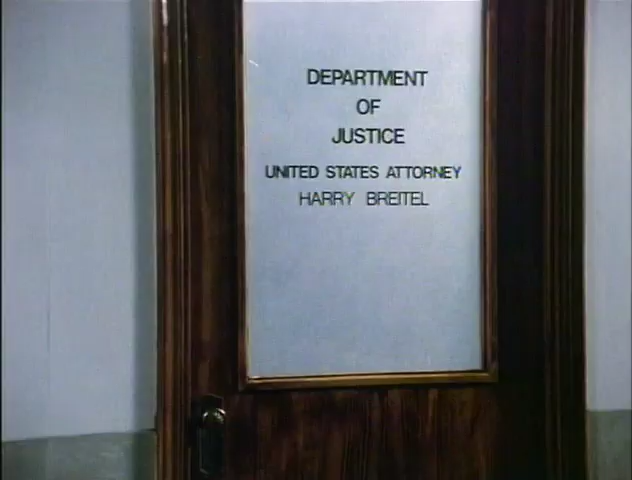 DEPARTMENT
OF
JUSTICE
UNITED STATES ATTORNEY
HARRY BREITEL